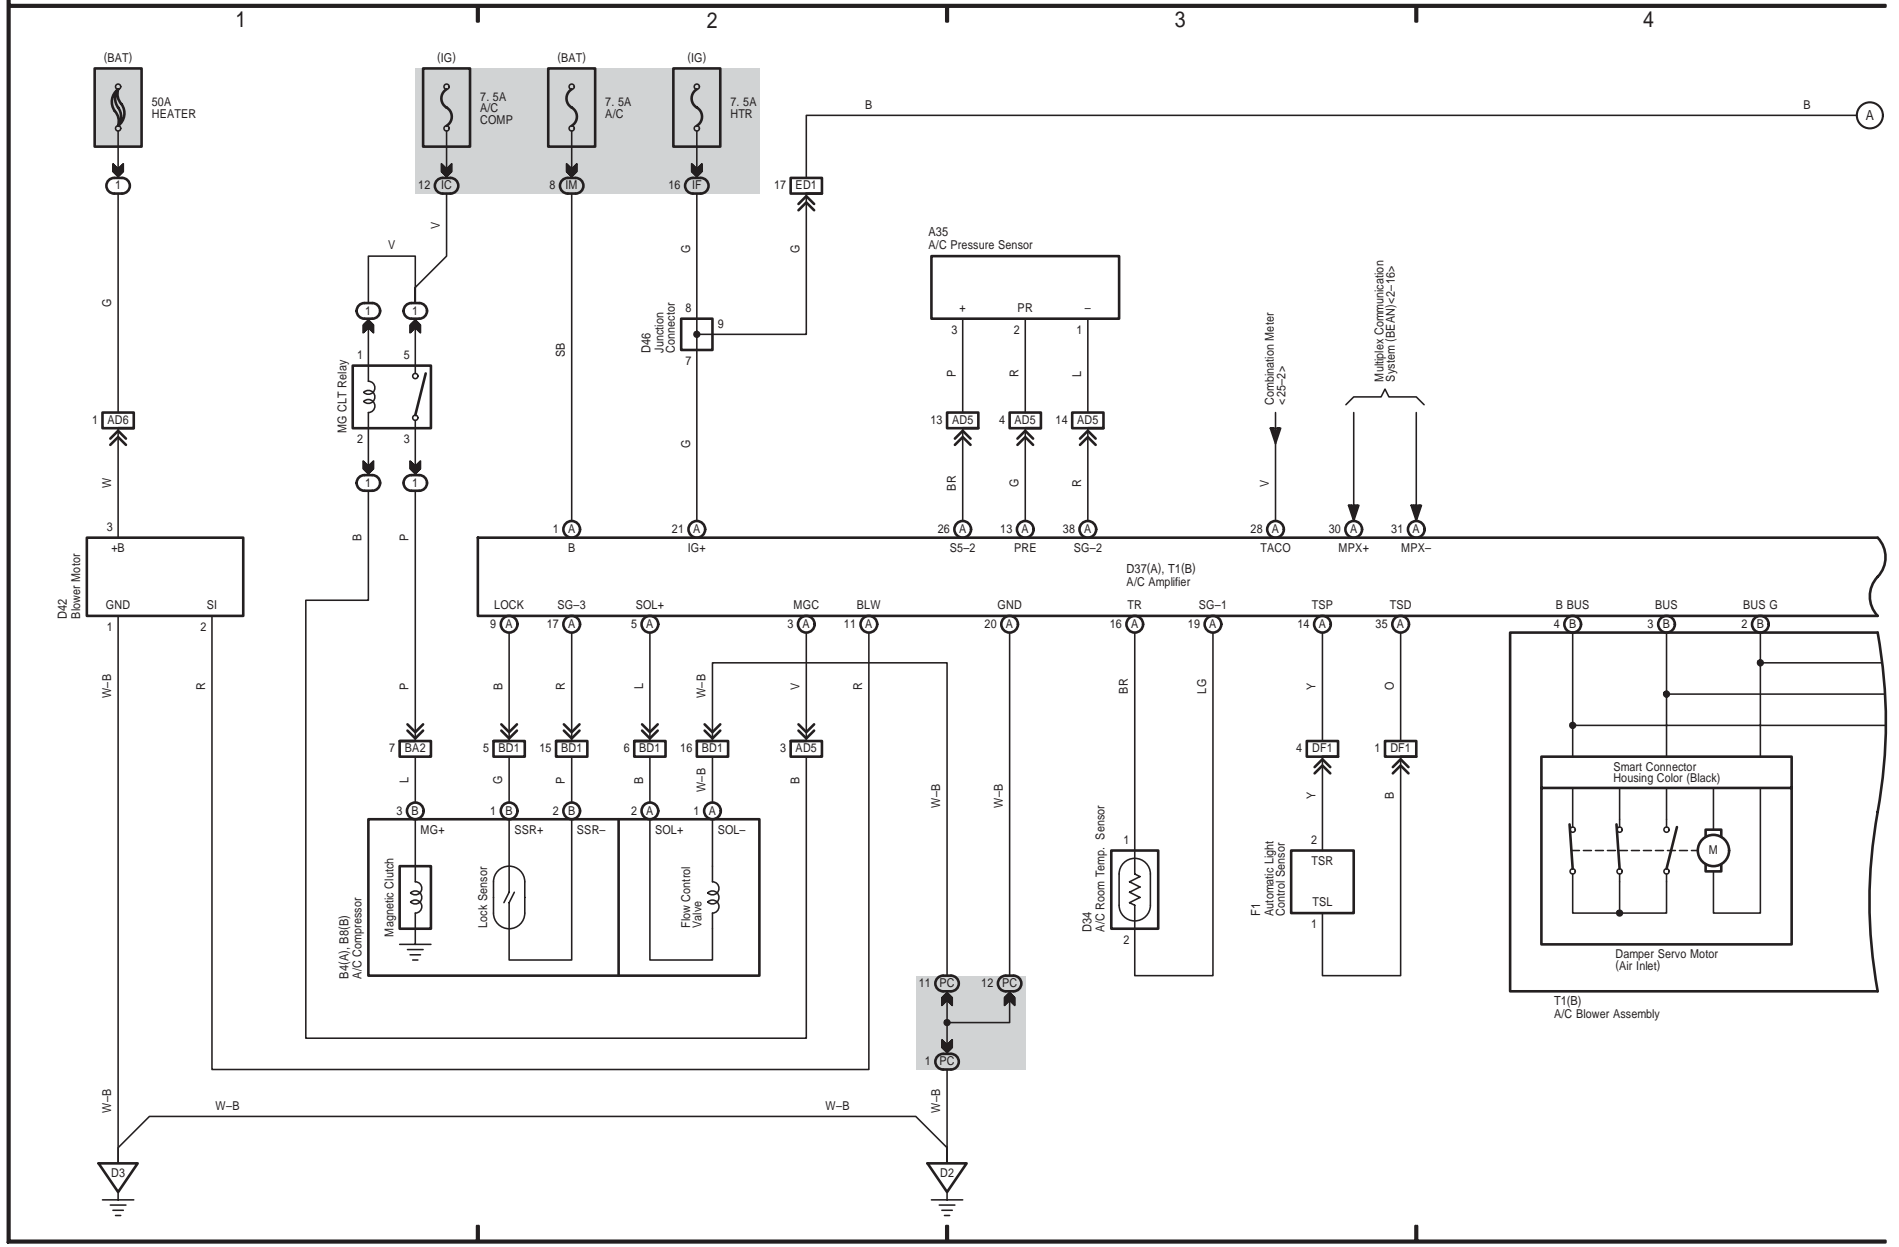 1
2
3
4
(BAT)
(IG)
(BAT)
(IG)
50A
HEATER
7. 5A
A/C
COMP
7. 5A
A/C
7. 5A
HTR
B
B
A
1
12 IC
8 IM
16 IF
17 ED1
V
V
G
G
G
A35
A/C Pressure Sensor
+
PR
–
3
2
1
1
1
8
9
7
D46
Junction
Connector
SB
P
R
L
Combination Meter
<25–2>
Multiplex Communication
System (BEAN)<2–16>
MG CLT Relay
1
5
2
3
1 AD6
13 AD5
4 AD5
14 AD5
G
W
1
1
BR
G
R
V
B
P
3
+B
D42
Blower Motor
GND
SI
1
2
1 A
21 A
26 A
13 A
38 A
28 A
30 A
31 A
B
IG+
S5–2
PRE
SG–2
TACO
MPX+
MPX–
D37(A), T1(B)
A/C Amplifier
LOCK
SG–3
SOL+
MGC
BLW
GND
TR
SG–1
TSP
TSD
B BUS
BUS
BUS G
9 A
17 A
5 A
3 A
11 A
20 A
16 A
19 A
14 A
35 A
4 B
3 B
2 B
W–B
R
P
B
R
L
W–B
V
R
BR
LG
Y
O
7 BA2
5 BD1
15 BD1
6 BD1
16 BD1
3 AD5
4 DF1
1 DF1
L
G
P
B
W–B
B
W–B
W–B
Y
B
Smart Connector
Housing Color (Black)
3 B
1 B
2 B
2 A
1 A
MG+
SSR+
SSR–
SOL+
SOL–
B4(A), B8(B)
A/C Compressor
Magnetic Clutch
Lock Sensor
Flow Control
Valve
D34
A/C Room Temp. Sensor
1
2
F1
Automatic Light
Control Sensor
2
TSR
TSL
1
M
Damper Servo Motor
(Air Inlet)
T1(B)
A/C Blower Assembly
11 PC
12 PC
1 PC
W–B
W–B
W–B
W–B
D3
D2